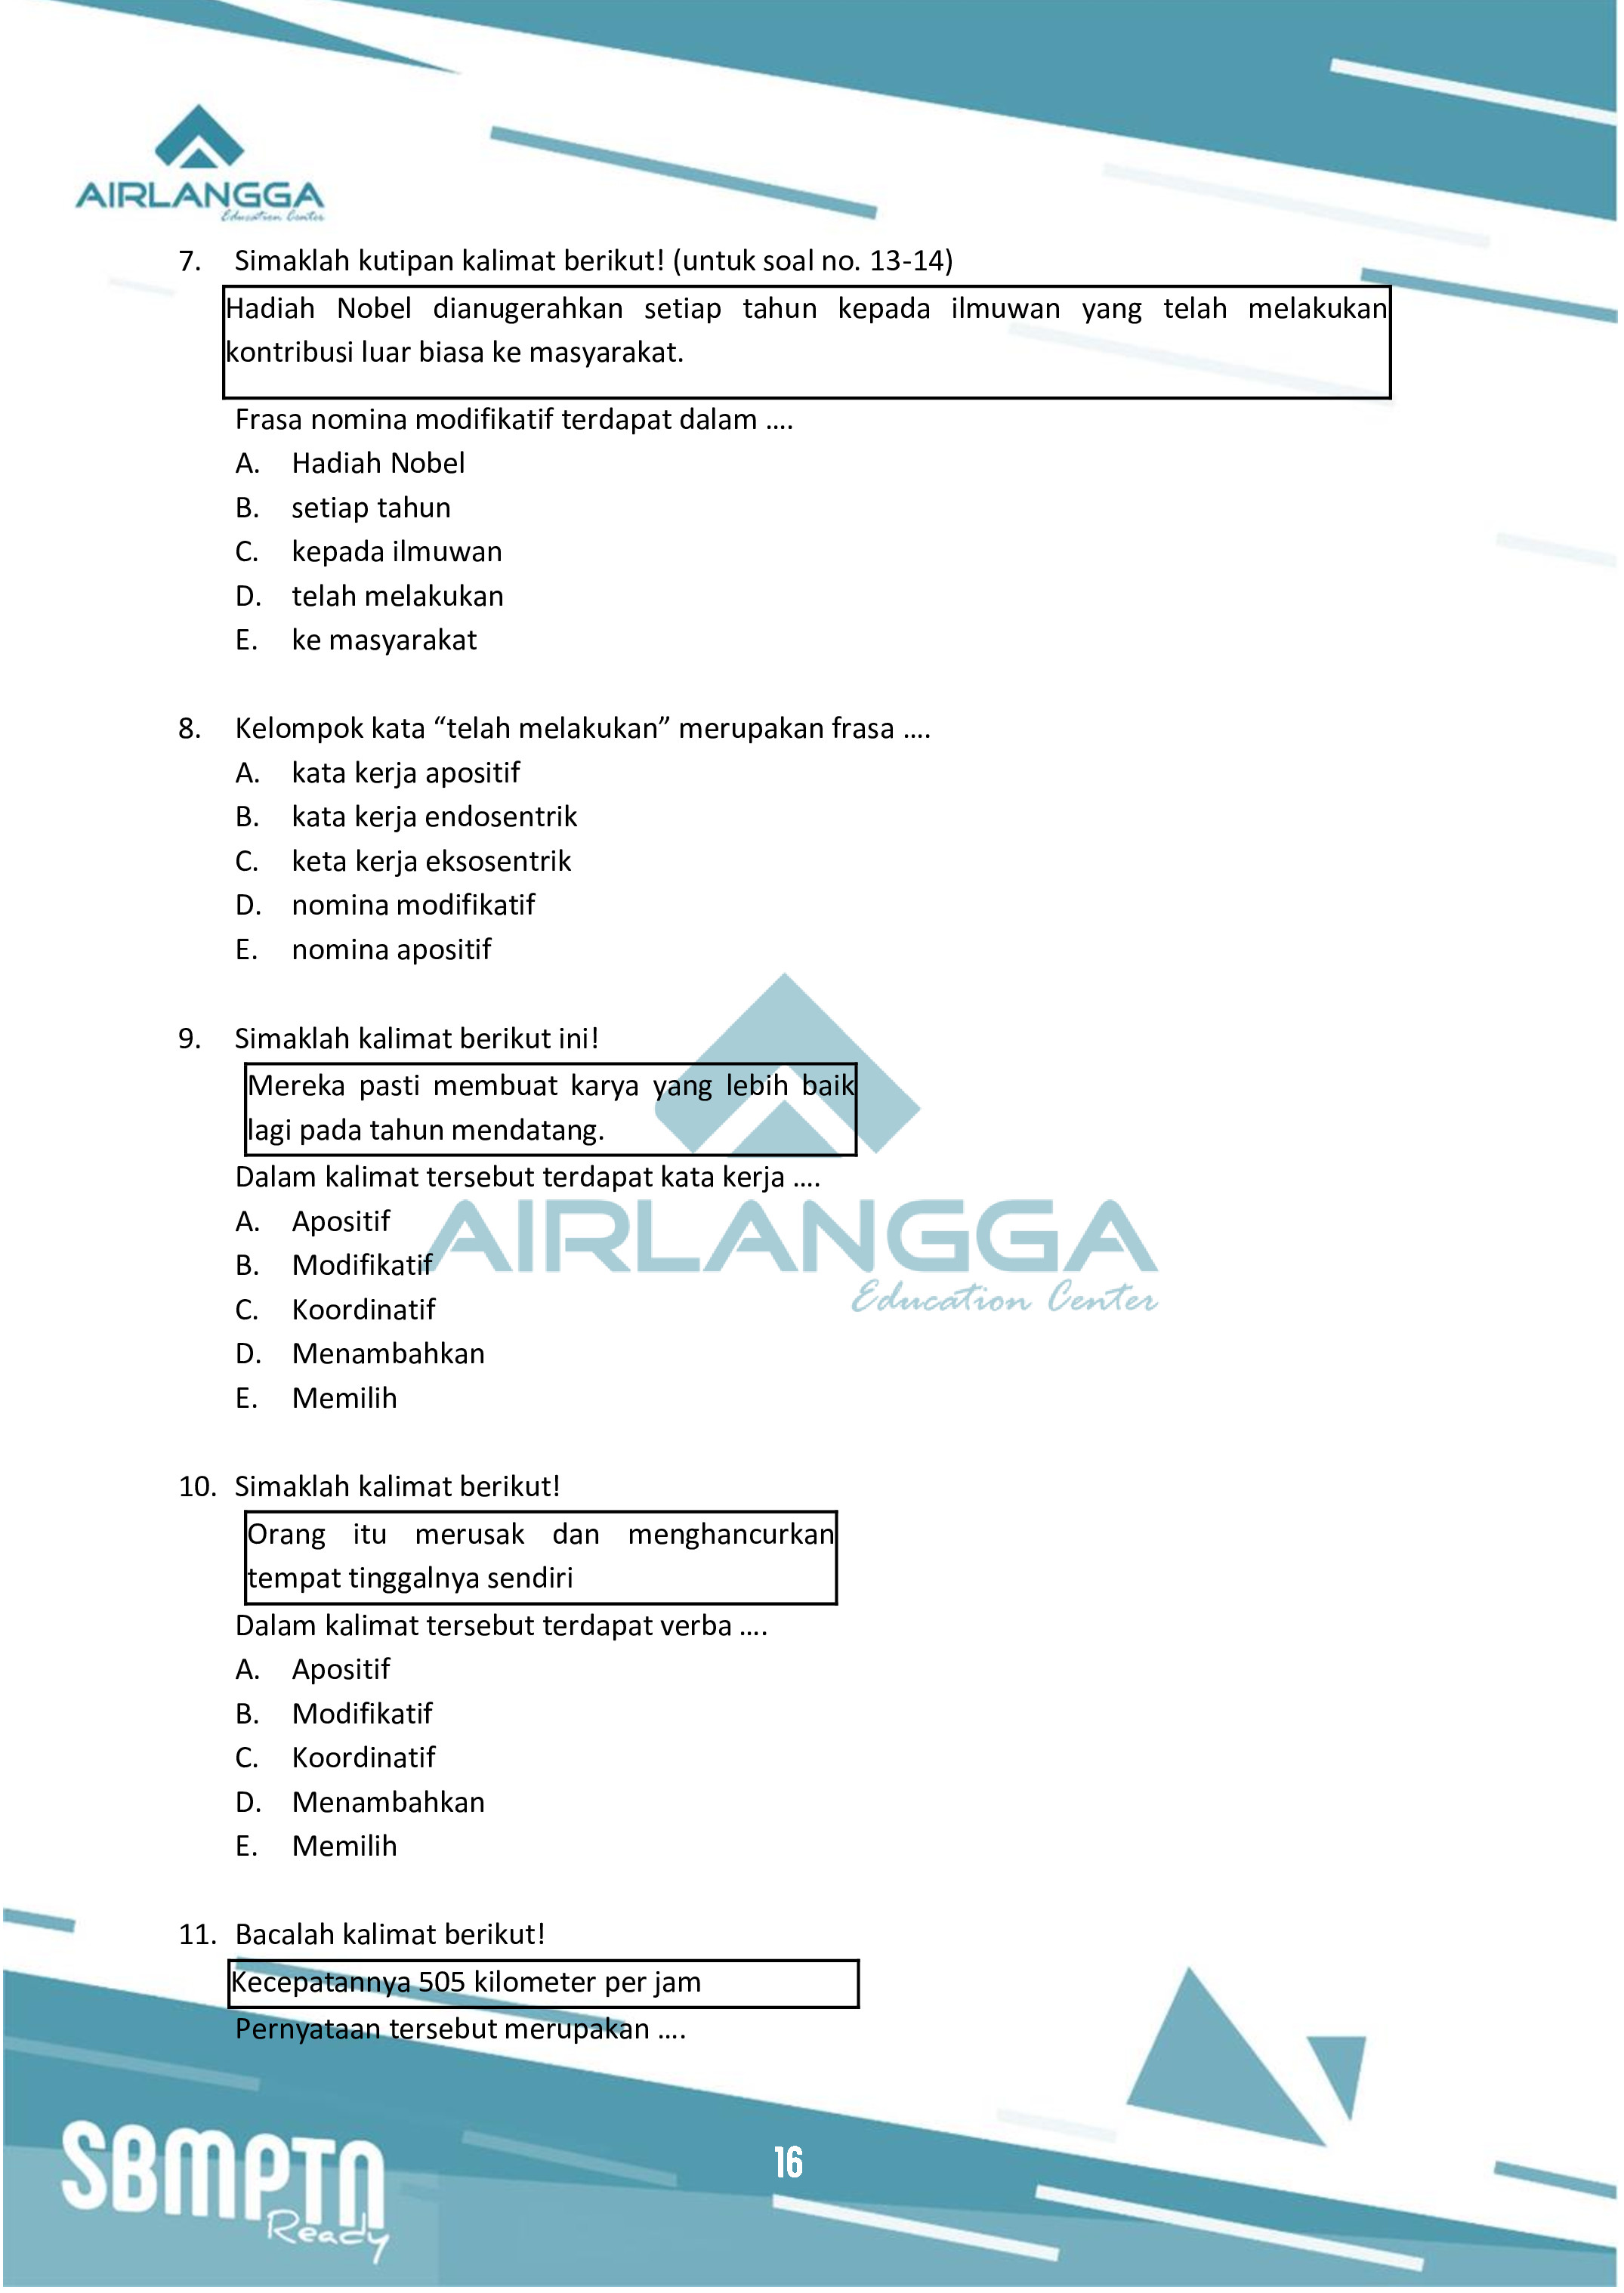 AIRLANGGA
Education Center
7. Simaklah kutipan kalimat berikut! (untuk soal no. 13-14)
Hadiah Nobel dianugerahkan setiap tahun kepada ilmuwan yang telah melakukan
kontribusi luar biasa ke masyarakat.
Frasa nomina modifikatif terdapat dalam ....
A. Hadiah Nobel
B. setiap tahun
C. kepada ilmuwan
D. telah melakukan
E. ke masyarakat
8. Kelompok kata “telah melakukan” merupakan frasa ....
A. kata kerja apositif
B. kata kerja endosentrik
C. keta kerja eksosentrik
D. nomina modifikatif
E. nomina apositif
9. Simaklah kalimat berikut ini!
Mereka pasti membuat karya yang lebih baik
lagi pada tahun mendatang.
Dalam kalimat tersebut terdapat kata kerja ....
A. Apositif
B. Modifikatif
C. Koordinatif
D. Menambahkan
E. Memilih
AIRLANGGA
Education Center
10. Simaklah kalimat berikut!
Orang itu merusak dan menghancurkan
tempat tinggalnya sendiri
Dalam kalimat tersebut terdapat verba ....
A. Apositif
B. Modifikatif
C. Koordinatif
D. Menambahkan
E. Memilih
11. Bacalah kalimat berikut!
Kecepatannya 505 kilometer per jam
Pernyataan tersebut merupakan ....
SBMPTN
Ready
16